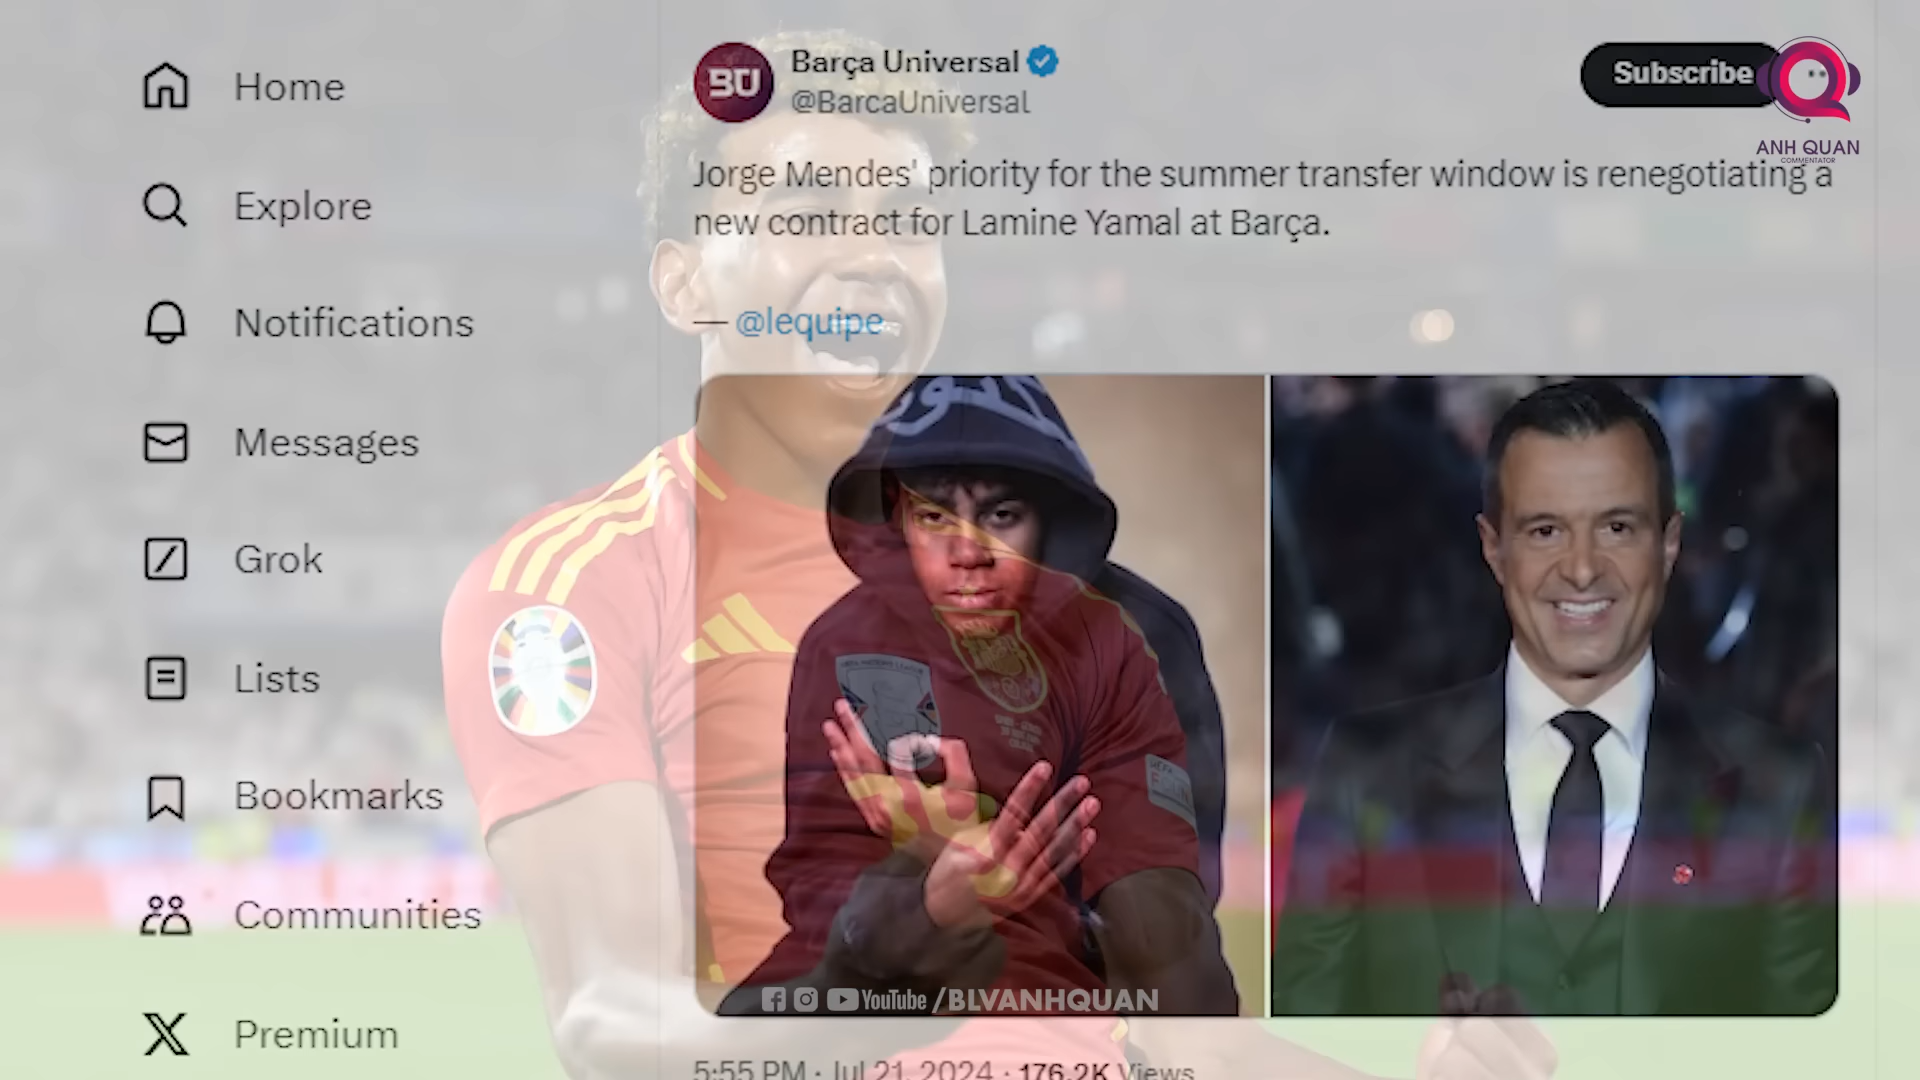 Home
Explore
Notifications
Messages
Grok
Lists
Bookmarks
Communities
Premium
Barça Universal
@BarcaUniversal
Subscribe
ANH QUAN
COMMENTATOR
Jorge Mendes' priority for the summer transfer window is renegotiating a
new contract for Lamine Yamal at Barça.
— @lequipe
YouTube /BLVANHQUAN
5:55 PM · Jul 21, 2024 · 176.2K Views